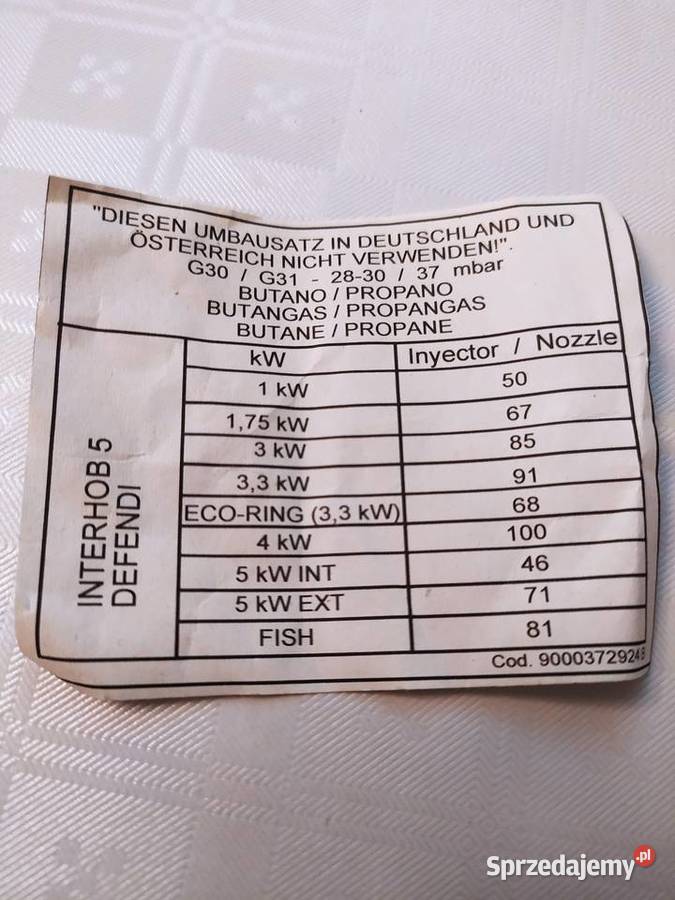 "DIESEN UMBAUSATZ IN DEUTSCHLAND UND
ÖSTERREICH NICHT VERWENDEN!".
G30 / G31 - 28-30 / 37 mbar
BUTANO / PROPANO
BUTANGAS / PROPANGAS
BUTANE / PROPANE
INTERHOB 5
DEFENDI
kW Inyector / Nozzle
1 kW 50
1,75 kW 67
3 kW 85
3,3 kW 91
ECO-RING (3,3 kW) 68
4 kW 100
5 kW INT 46
5 kW EXT 71
FISH 81
Cod. 9000372924
Sprzedajemy.pl